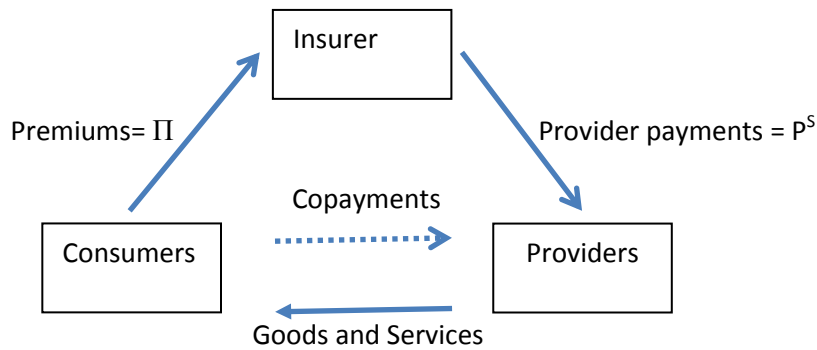 Insurer
Premiums= Π
Provider payments = P^S
Copayments
Consumers
Providers
Goods and Services